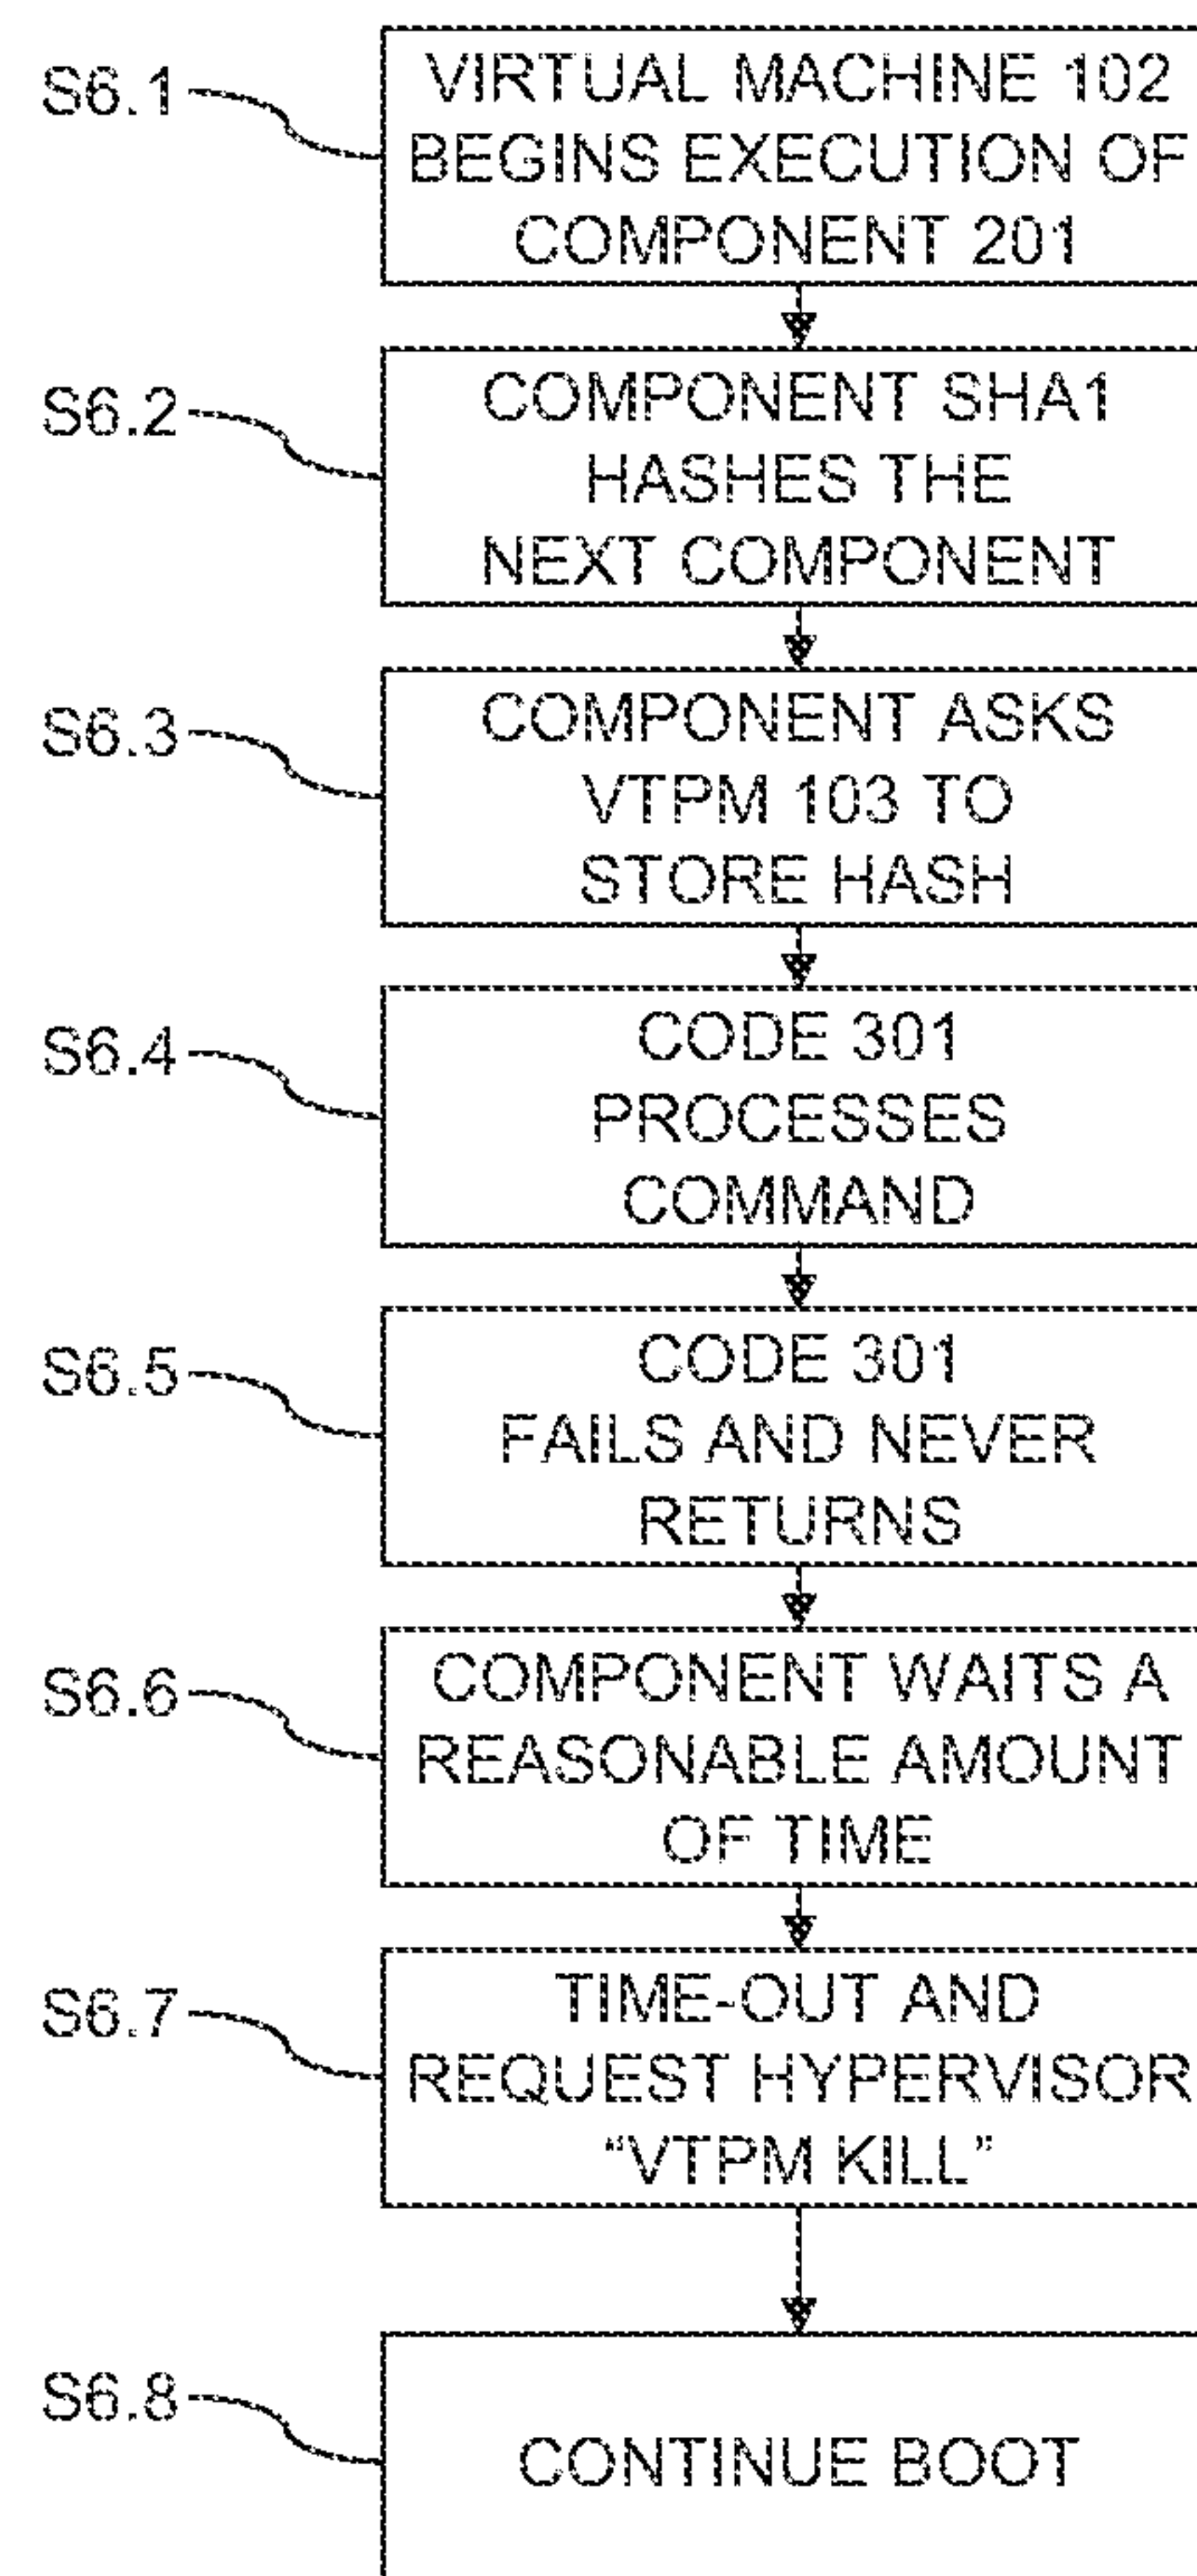 S6.1
VIRTUAL MACHINE 102
BEGINS EXECUTION OF
COMPONENT 201
S6.2
COMPONENT SHA1
HASHES THE
NEXT COMPONENT
S6.3
COMPONENT ASKS
VTPM 103 TO
STORE HASH
S6.4
CODE 301
PROCESSES
COMMAND
S6.5
CODE 301
FAILS AND NEVER
RETURNS
S6.6
COMPONENT WAITS A
REASONABLE AMOUNT
OF TIME
S6.7
TIME-OUT AND
REQUEST HYPERVISOR
“VTPM KILL”
S6.8
CONTINUE BOOT